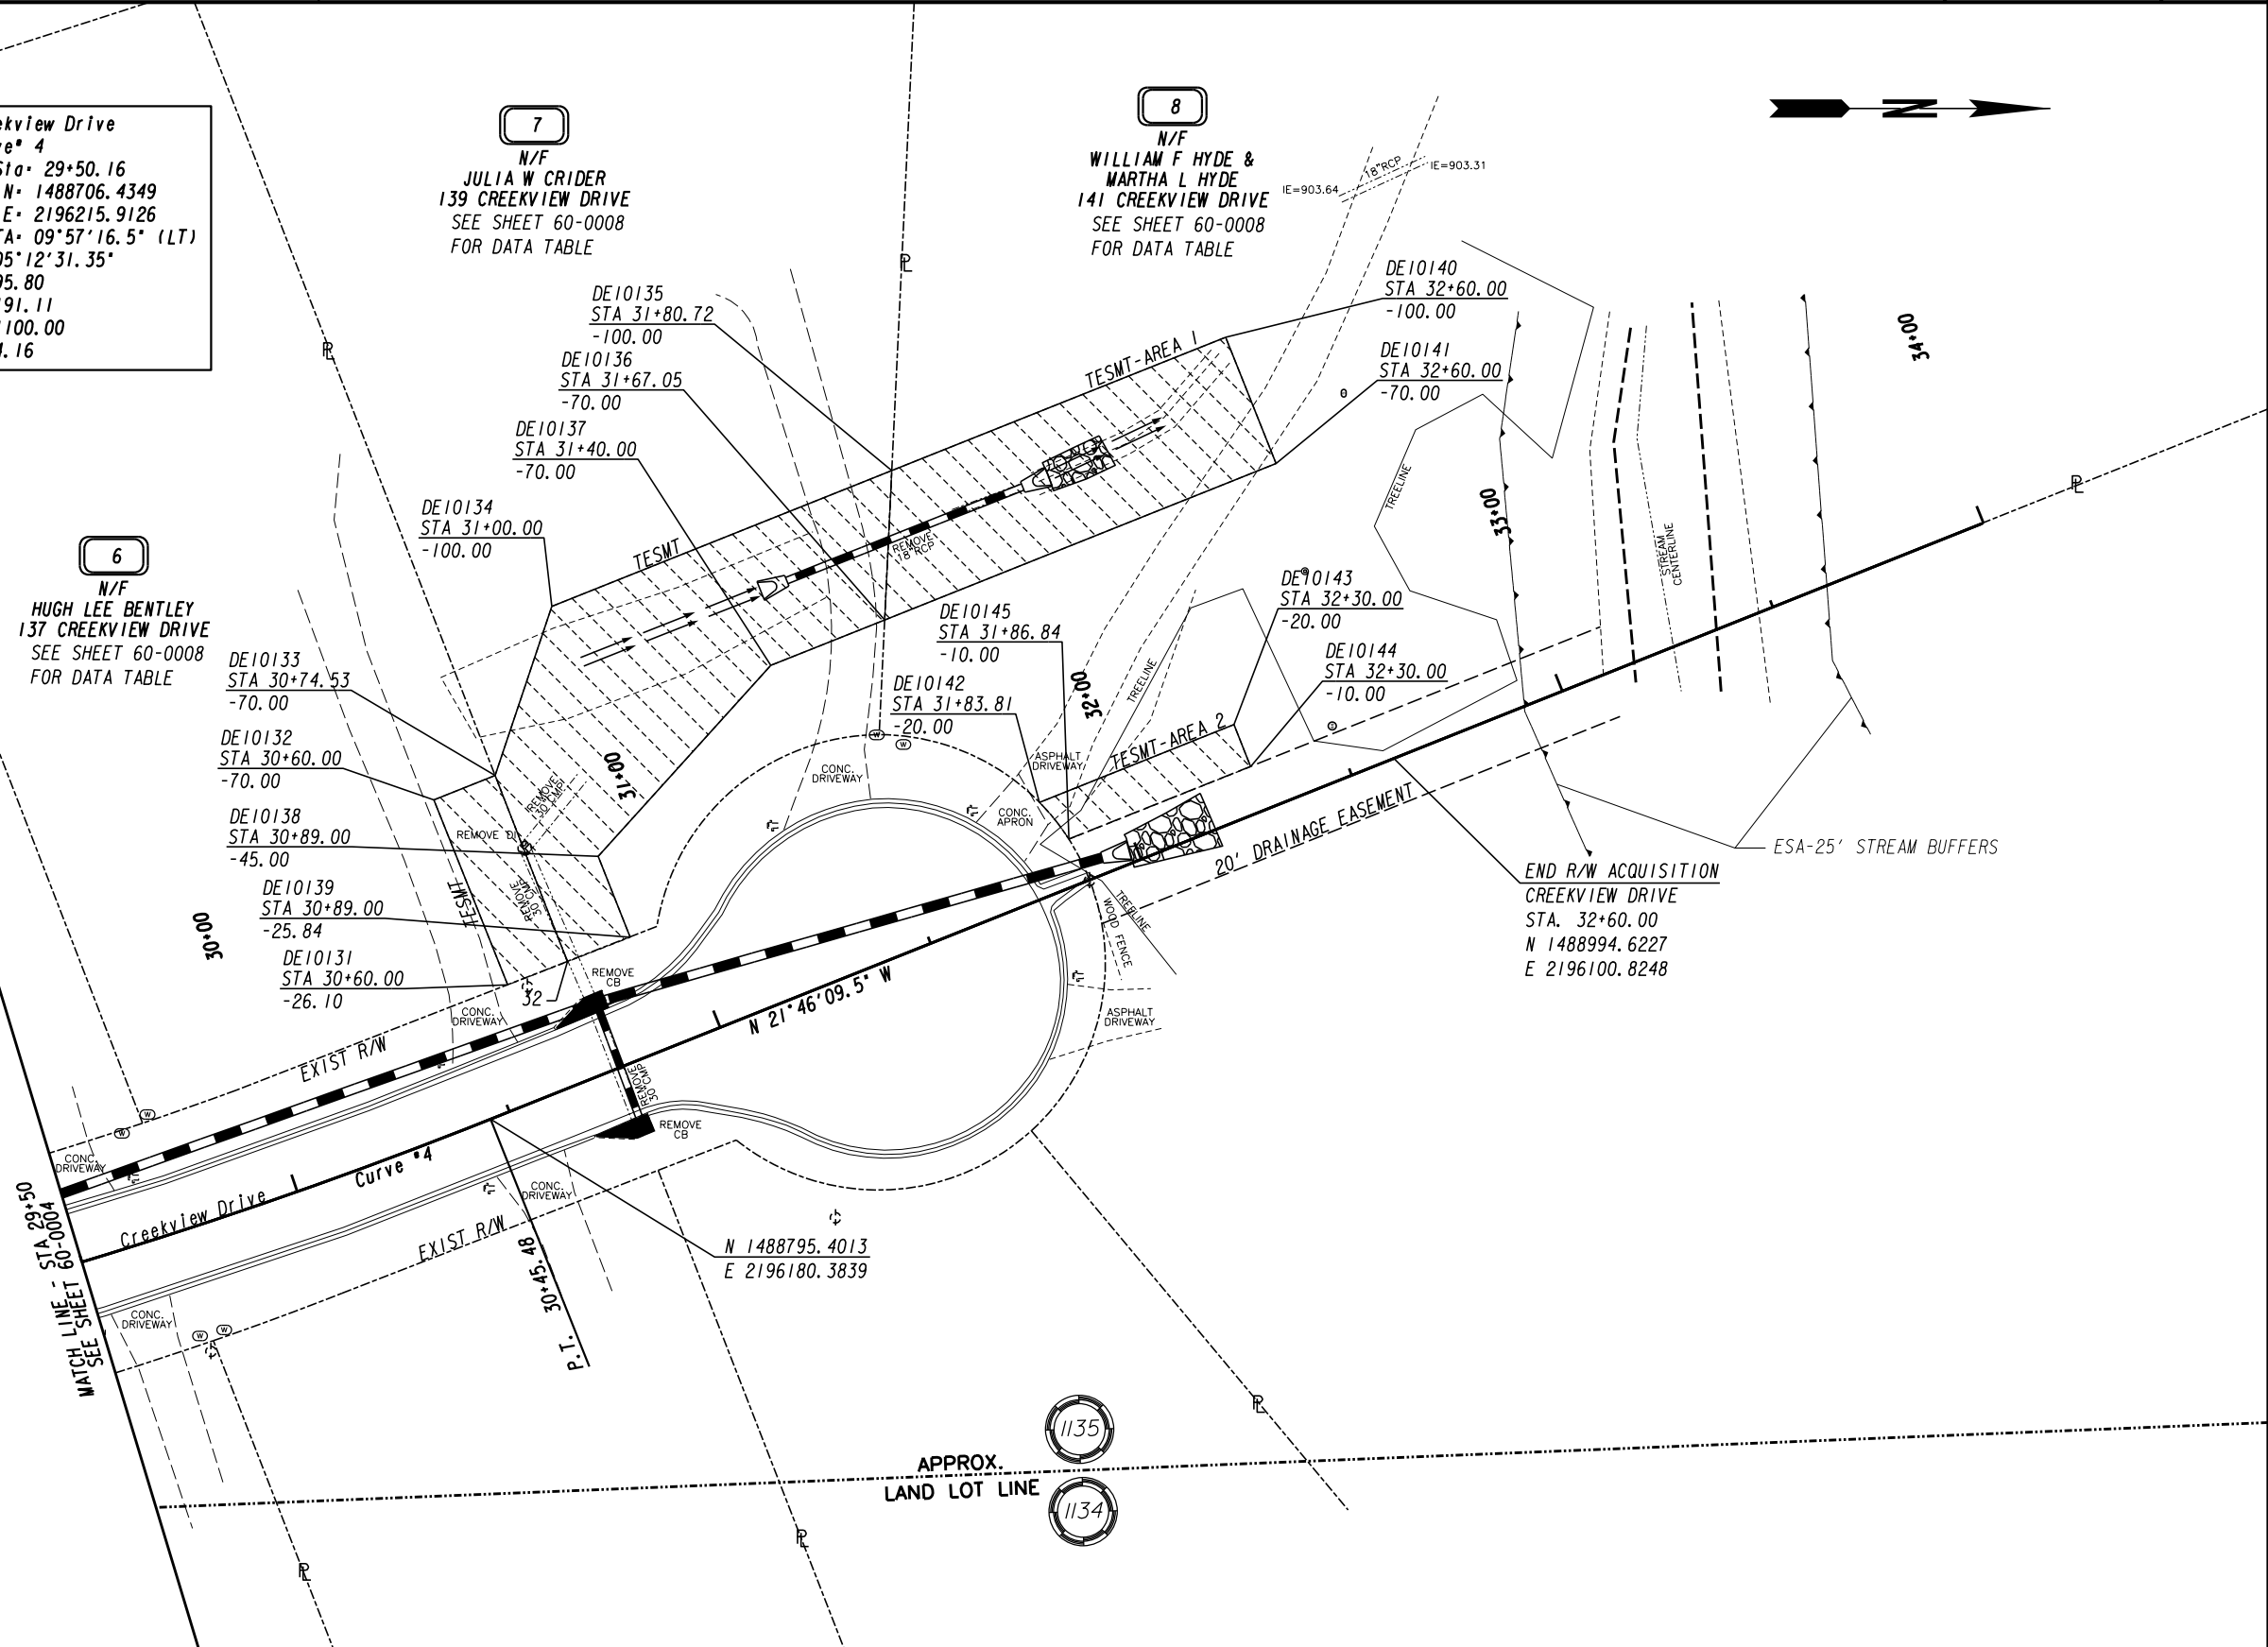 ekview Drive
ve# 4
Sta: 29+50.16
N: 1488706.4349
E: 2196215.9126
TA: 09°57'16.5" (LT)
05°12'31.35"
95.80
191.11
1100.00
4.16
7
N/F
JULIA W CRIDER
139 CREEKVIEW DRIVE
SEE SHEET 60-0008
FOR DATA TABLE
8
N/F
WILLIAM F HYDE &
MARTHA L HYDE
141 CREEKVIEW DRIVE
SEE SHEET 60-0008
FOR DATA TABLE
IE=903.64
18"RCP
IE=903.31
N
6
N/F
HUGH LEE BENTLEY
137 CREEKVIEW DRIVE
SEE SHEET 60-0008
FOR DATA TABLE
DE10135
STA 31+80.72
-100.00
DE10136
STA 31+67.05
-70.00
DE10137
STA 31+40.00
-70.00
DE10134
STA 31+00.00
-100.00
DE10133
STA 30+74.53
-70.00
DE10132
STA 30+60.00
-70.00
DE10138
STA 30+89.00
-45.00
DE10139
STA 30+89.00
-25.84
DE10131
STA 30+60.00
-26.10
32
DE10140
STA 32+60.00
-100.00
DE10141
STA 32+60.00
-70.00
DE10143
STA 32+30.00
-20.00
DE10144
STA 32+30.00
-10.00
DE10145
STA 31+86.84
-10.00
DE10142
STA 31+83.81
-20.00
TESMT
TESMT-AREA 1
TESMT-AREA 2
TESMT
REMOVE
18"RCP
REMOVE
30"CMP
REMOVE DI
REMOVE
30"CMP
REMOVE
CB
REMOVE
30"CMP
REMOVE
CB
CONC.
DRIVEWAY
ASPHALT
DRIVEWAY
CONC.
APRON
TREELINE
TREELINE
TREELINE
WOOD FENCE
ASPHALT
DRIVEWAY
CONC.
DRIVEWAY
CONC.
DRIVEWAY
CONC.
DRIVEWAY
CONC.
DRIVEWAY
STREAM
CENTERLINE
30+00
31+00
32+00
33+00
34+00
20' DRAINAGE EASEMENT
ESA-25' STREAM BUFFERS
END R/W ACQUISITION
CREEKVIEW DRIVE
STA. 32+60.00
N 1488994.6227
E 2196100.8248
N 21°46'09.5" W
EXIST R/W
EXIST R/W
Creekview Drive
Curve #4
P.T. 30+45.48
N 1488795.4013
E 2196180.3839
MATCH LINE - STA 29+50
SEE SHEET 60-0004
APPROX.
LAND LOT LINE
1135
1134
PL
PL
PL
PL
PL
PL
W
W
W
W
W
W